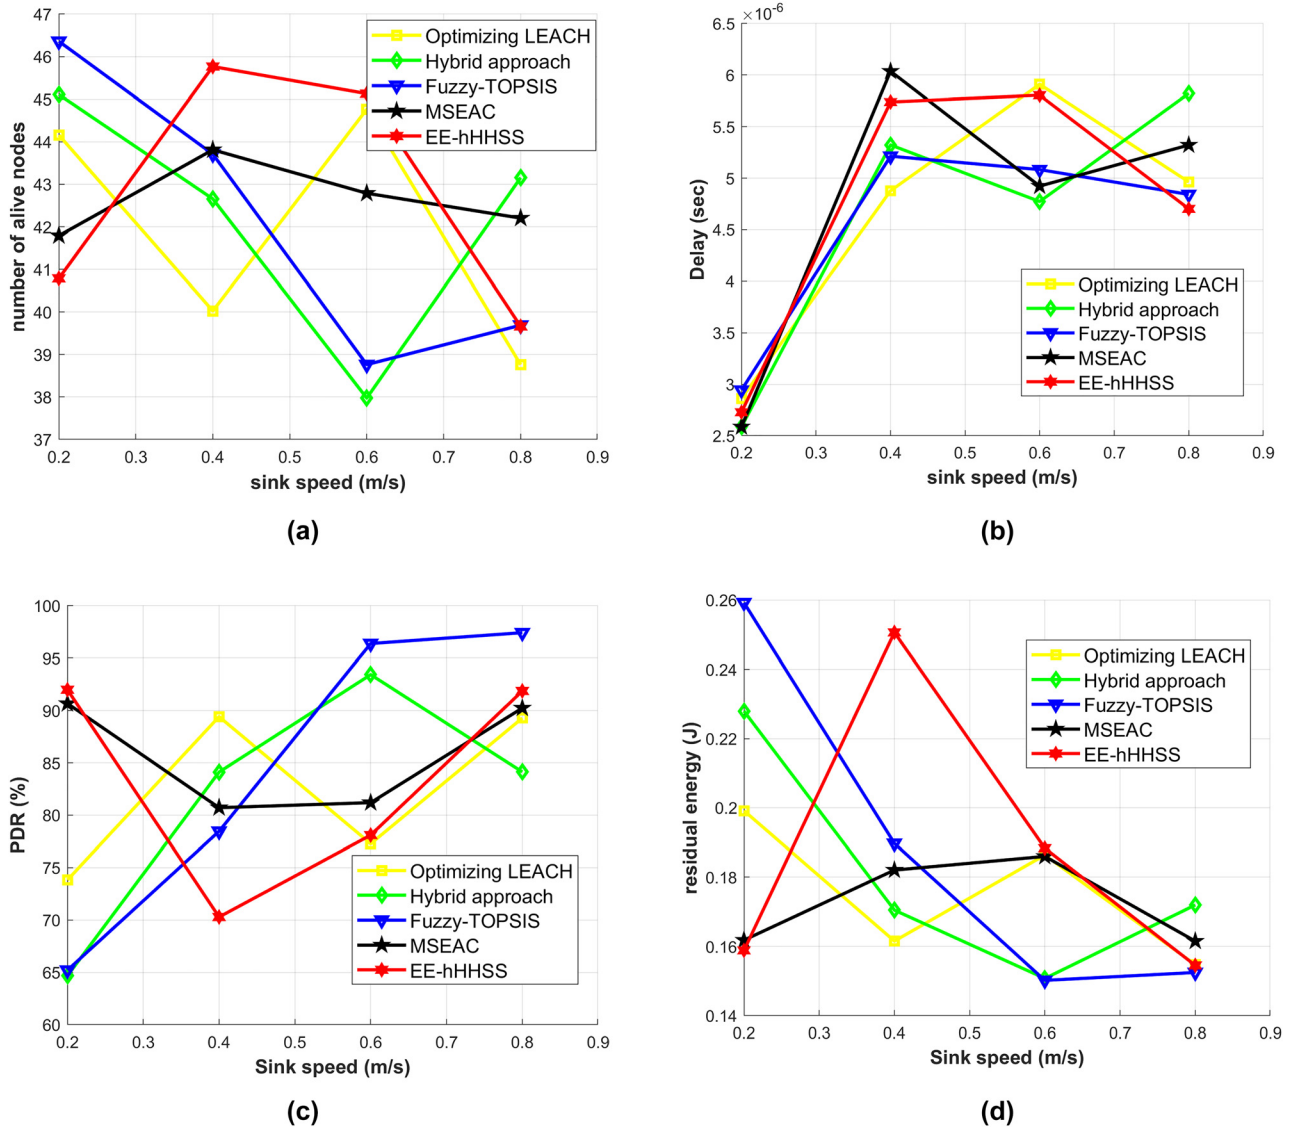 47
46
45
44
43
42
41
40
39
38
37
number of alive nodes
Optimizing LEACH
Hybrid approach
Fuzzy-TOPSIS
MSEAC
EE-hHHSS
0.2 0.3 0.4 0.5 0.6 0.7 0.8 0.9
sink speed (m/s)
(a)
×10⁻⁶
6.5
6
5.5
5
4.5
4
3.5
3
2.5
Delay (sec)
Optimizing LEACH
Hybrid approach
Fuzzy-TOPSIS
MSEAC
EE-hHHSS
0.2 0.3 0.4 0.5 0.6 0.7 0.8 0.9
sink speed (m/s)
(b)
100
95
90
85
80
75
70
65
60
PDR (%)
Optimizing LEACH
Hybrid approach
Fuzzy-TOPSIS
MSEAC
EE-hHHSS
0.2 0.3 0.4 0.5 0.6 0.7 0.8 0.9
Sink speed (m/s)
(c)
0.26
0.24
0.22
0.2
0.18
0.16
0.14
residual energy (J)
Optimizing LEACH
Hybrid approach
Fuzzy-TOPSIS
MSEAC
EE-hHHSS
0.2 0.3 0.4 0.5 0.6 0.7 0.8 0.9
Sink speed (m/s)
(d)